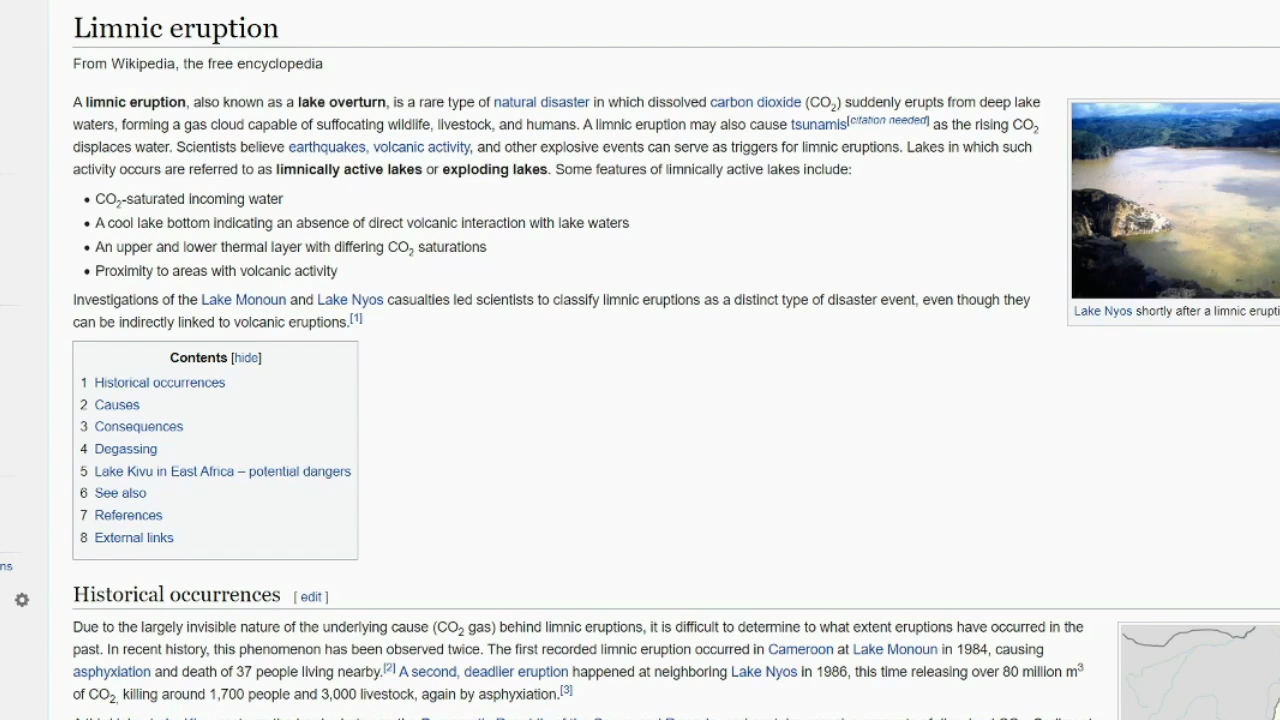 Limnic eruption
From Wikipedia, the free encyclopedia
A limnic eruption, also known as a lake overturn, is a rare type of natural disaster in which dissolved carbon dioxide (CO2) suddenly erupts from deep lake
waters, forming a gas cloud capable of suffocating wildlife, livestock, and humans. A limnic eruption may also cause tsunamis[citation needed] as the rising CO2
displaces water. Scientists believe earthquakes, volcanic activity, and other explosive events can serve as triggers for limnic eruptions. Lakes in which such
activity occurs are referred to as limnically active lakes or exploding lakes. Some features of limnically active lakes include:
• CO2-saturated incoming water
• A cool lake bottom indicating an absence of direct volcanic interaction with lake waters
• An upper and lower thermal layer with differing CO2 saturations
• Proximity to areas with volcanic activity
Investigations of the Lake Monoun and Lake Nyos casualties led scientists to classify limnic eruptions as a distinct type of disaster event, even though they
can be indirectly linked to volcanic eruptions.[1]
Lake Nyos shortly after a limnic erupti
Contents [hide]
1 Historical occurrences
2 Causes
3 Consequences
4 Degassing
5 Lake Kivu in East Africa – potential dangers
6 See also
7 References
8 External links
ns
Historical occurrences [ edit ]
Due to the largely invisible nature of the underlying cause (CO2 gas) behind limnic eruptions, it is difficult to determine to what extent eruptions have occurred in the
past. In recent history, this phenomenon has been observed twice. The first recorded limnic eruption occurred in Cameroon at Lake Monoun in 1984, causing
asphyxiation and death of 37 people living nearby.[2] A second, deadlier eruption happened at neighboring Lake Nyos in 1986, this time releasing over 80 million m3
of CO2, killing around 1,700 people and 3,000 livestock, again by asphyxiation.[3]